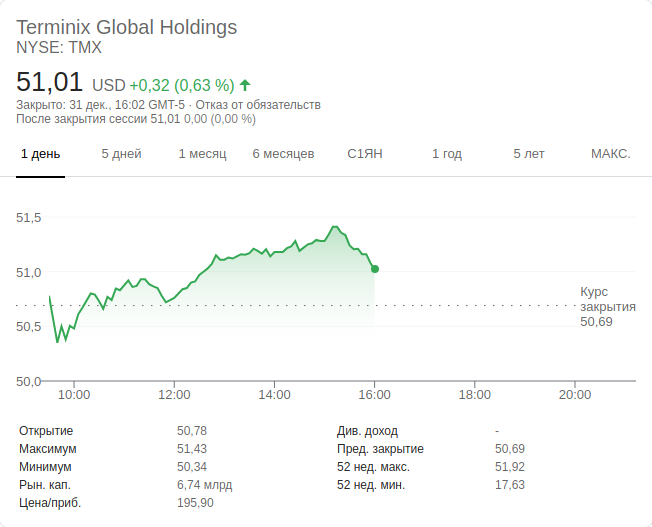 Terminix Global Holdings
NYSE: TMX
51,01 USD +0,32 (0,63 %)
Закрыто: 31 дек., 16:02 GMT-5 · Отказ от обязательств
После закрытия сессии 51,01 0,00 (0,00 %)
1 день 5 дней 1 месяц 6 месяцев С1ЯН 1 год 5 лет МАКС.
51,5
51,0
50,5
50,0
Курс
закрытия
50,69
10:00 12:00 14:00 16:00 18:00 20:00
Открытие 50,78 Див. доход -
Максимум 51,43 Пред. закрытие 50,69
Минимум 50,34 52 нед. макс. 51,92
Рын. кап. 6,74 млрд 52 нед. мин. 17,63
Цена/приб. 195,90